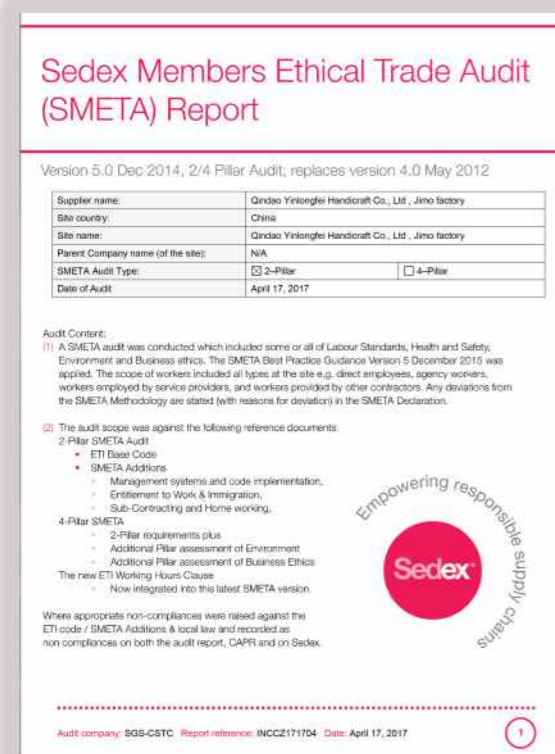 Sedex Members Ethical Trade Audit
(SMETA) Report
Version 5.0 Dec 2014, 2/4 Pillar Audit; replaces version 4.0 May 2012
Supplier name: Qindao Yinlongfei Handicraft Co., Ltd , Jimo factory
Site country: China
Site name: Qindao Yinlongfei Handicraft Co., Ltd , Jimo factory
Parent Company name (of the site): N/A
SMETA Audit Type: ☒ 2–Pillar ☐ 4–Pillar
Date of Audit April 17, 2017
Audit Content:
(1) A SMETA audit was conducted which included some or all of Labour Standards, Health and Safety,
Environment and Business ethics. The SMETA Best Practice Guidance Version 5 December 2015 was
applied. The scope of workers included all types at the site e.g. direct employees, agency workers,
workers employed by service providers, and workers provided by other contractors. Any deviations from
the SMETA Methodology are stated (with reasons for deviation) in the SMETA Declaration.
(2) The audit scope was against the following reference documents
2-Pillar SMETA Audit
• ETI Base Code
• SMETA Additions
Management systems and code implementation,
Entitlement to Work & Immigration,
Sub-Contracting and Home working,
4-Pillar SMETA
2-Pillar requirements plus
Additional Pillar assessment of Environment
Additional Pillar assessment of Business Ethics
The new ETI Working Hours Clause
Now integrated into this latest SMETA version.
Where appropriate non-compliances were raised against the
ETI code / SMETA Additions & local law and recorded as
non compliances on both the audit report, CAPR and on Sedex.
Empowering responsible supply chains
Sedex
Audit company: SGS-CSTC Report reference: INCCZ171704 Date: April 17, 2017
1